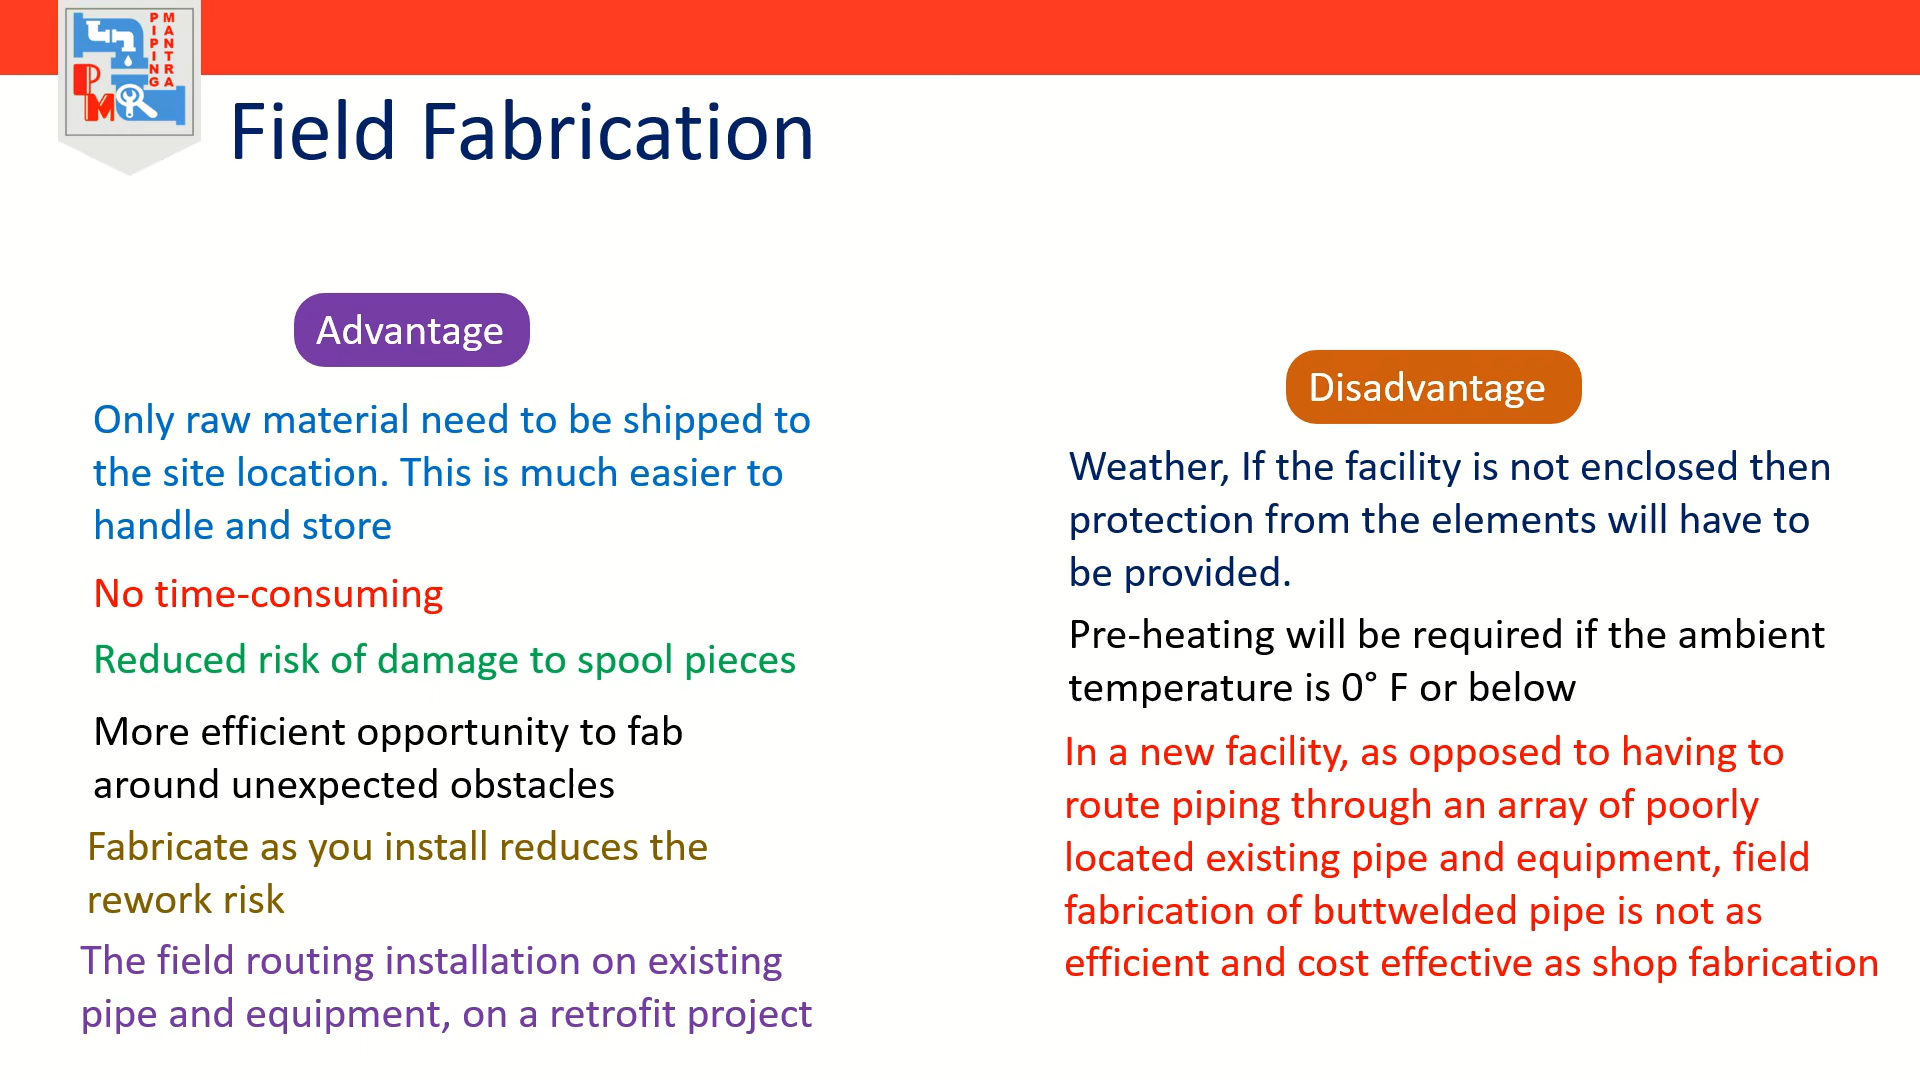 PIPING
MANTRA
PM
Field Fabrication
Advantage
Only raw material need to be shipped to
the site location. This is much easier to
handle and store
No time-consuming
Reduced risk of damage to spool pieces
More efficient opportunity to fab
around unexpected obstacles
Fabricate as you install reduces the
rework risk
The field routing installation on existing
pipe and equipment, on a retrofit project
Disadvantage
Weather, If the facility is not enclosed then
protection from the elements will have to
be provided.
Pre-heating will be required if the ambient
temperature is 0° F or below
In a new facility, as opposed to having to
route piping through an array of poorly
located existing pipe and equipment, field
fabrication of buttwelded pipe is not as
efficient and cost effective as shop fabrication